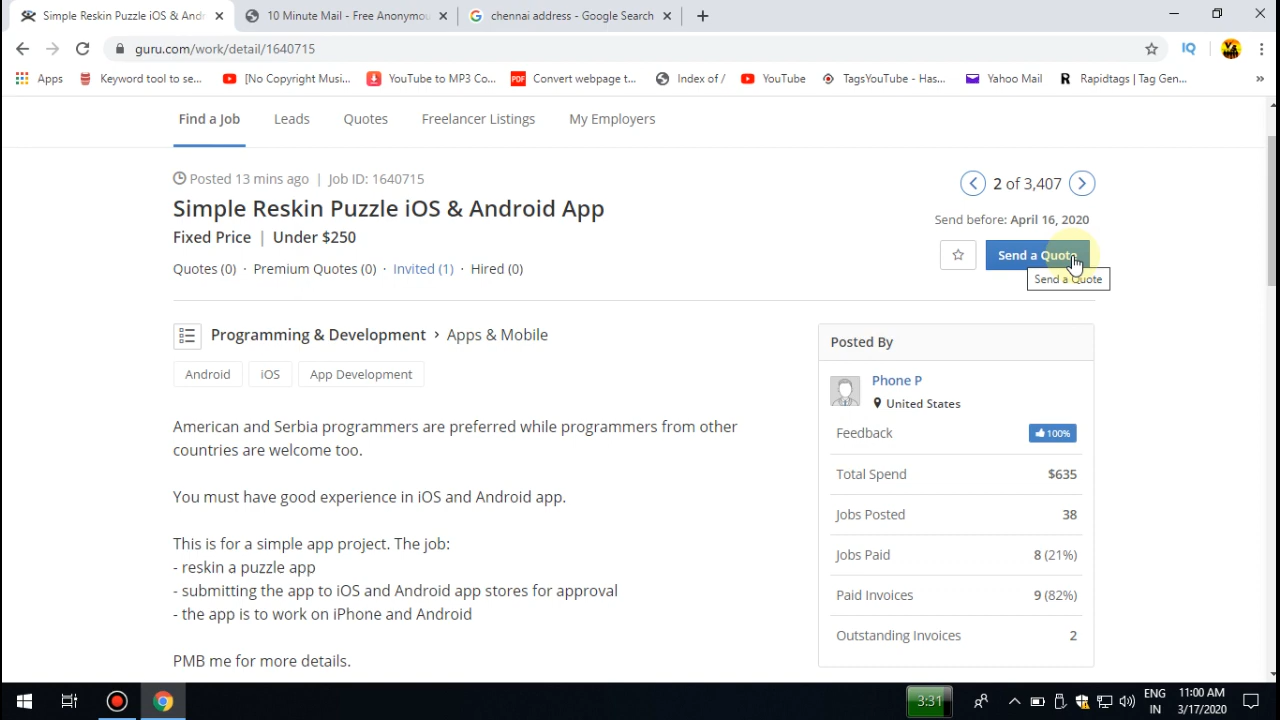 Simple Reskin Puzzle iOS & Andr
10 Minute Mail - Free Anonymou
chennai address - Google Search
guru.com/work/detail/1640715
IQ
Apps
Keyword tool to se...
[No Copyright Musi...
YouTube to MP3 Co...
PDF
Convert webpage t...
Index of /
YouTube
TagsYouTube - Has...
Yahoo Mail
R
Rapidtags | Tag Gen...
»
Find a Job
Leads
Quotes
Freelancer Listings
My Employers
Posted 13 mins ago | Job ID: 1640715
2 of 3,407
Simple Reskin Puzzle iOS & Android App
Send before: April 16, 2020
Fixed Price | Under $250
Send a Quote
Quotes (0) · Premium Quotes (0) · Invited (1) · Hired (0)
Send a Quote
Programming & Development › Apps & Mobile
Posted By
Android
iOS
App Development
Phone P
United States
American and Serbia programmers are preferred while programmers from other
countries are welcome too.
Feedback
100%
Total Spend
$635
You must have good experience in iOS and Android app.
Jobs Posted
38
This is for a simple app project. The job:
Jobs Paid
8 (21%)
- reskin a puzzle app
- submitting the app to iOS and Android app stores for approval
Paid Invoices
9 (82%)
- the app is to work on iPhone and Android
Outstanding Invoices
2
PMB me for more details.
3:31
ENG
IN
11:00 AM
3/17/2020